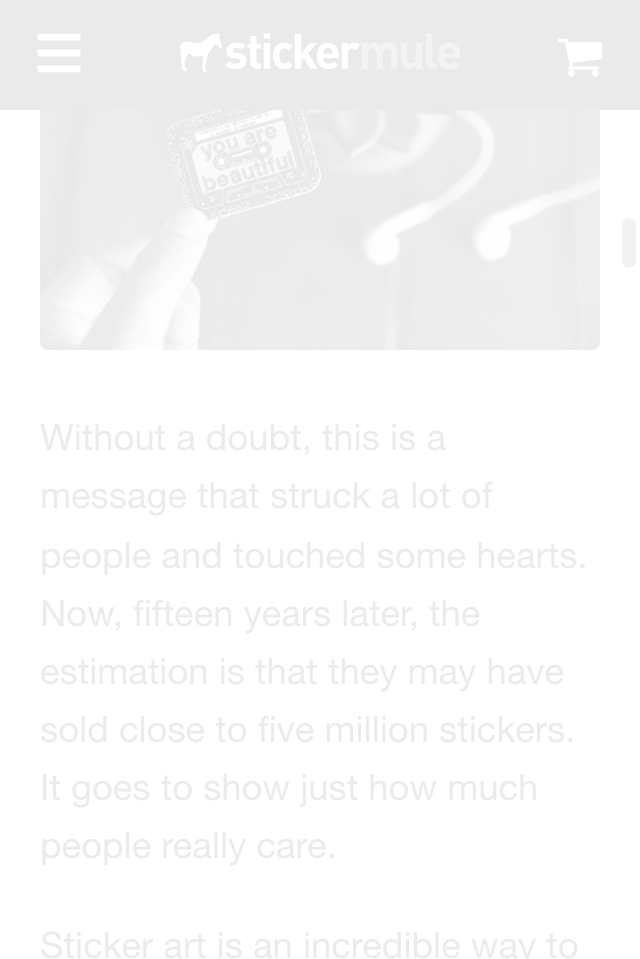 stickermule
you are
beautiful
Without a doubt, this is a
message that struck a lot of
people and touched some hearts.
Now, fifteen years later, the
estimation is that they may have
sold close to five million stickers.
It goes to show just how much
people really care.
Sticker art is an incredible way to